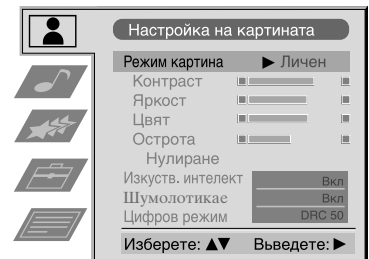 Настройка на картината
Режим картина ▶ Личен
Контраст
Яркост
Цвят
Острота
Нулиране
Изкуств. интелект Вкл
Шумолотикае Вкл
Цифров режим DRC 50
Изберете: ▲▼ Въведете: ▶